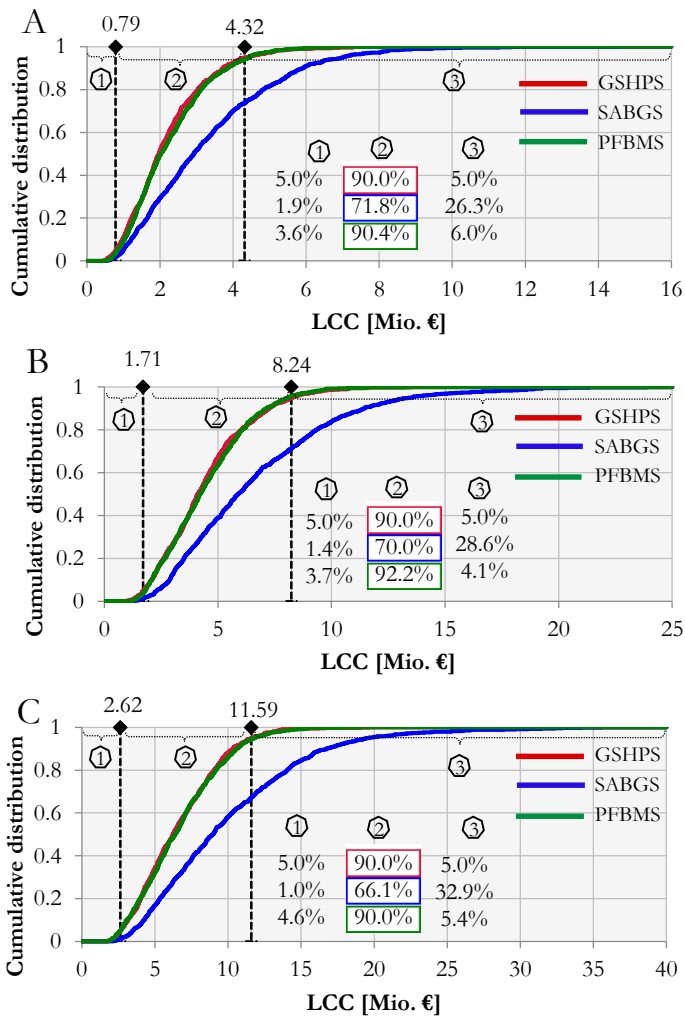 A
0.79 4.32
1
0.8
0.6
0.4
0.2
0
Cumulative distribution
1 2 3
GSHPS
SABGS
PFBMS
1 2 3
5.0% 90.0% 5.0%
1.9% 71.8% 26.3%
3.6% 90.4% 6.0%
0 2 4 6 8 10 12 14 16
LCC [Mio. €]
B
1.71 8.24
1
0.8
0.6
0.4
0.2
0
Cumulative distribution
1 2 3
GSHPS
SABGS
PFBMS
1 2 3
5.0% 90.0% 5.0%
1.4% 70.0% 28.6%
3.7% 92.2% 4.1%
0 5 10 15 20 25
LCC [Mio. €]
C
2.62 11.59
1
0.8
0.6
0.4
0.2
0
Cumulative distribution
1 2 3
GSHPS
SABGS
PFBMS
1 2 3
5.0% 90.0% 5.0%
1.0% 66.1% 32.9%
4.6% 90.0% 5.4%
0 5 10 15 20 25 30 35 40
LCC [Mio. €]